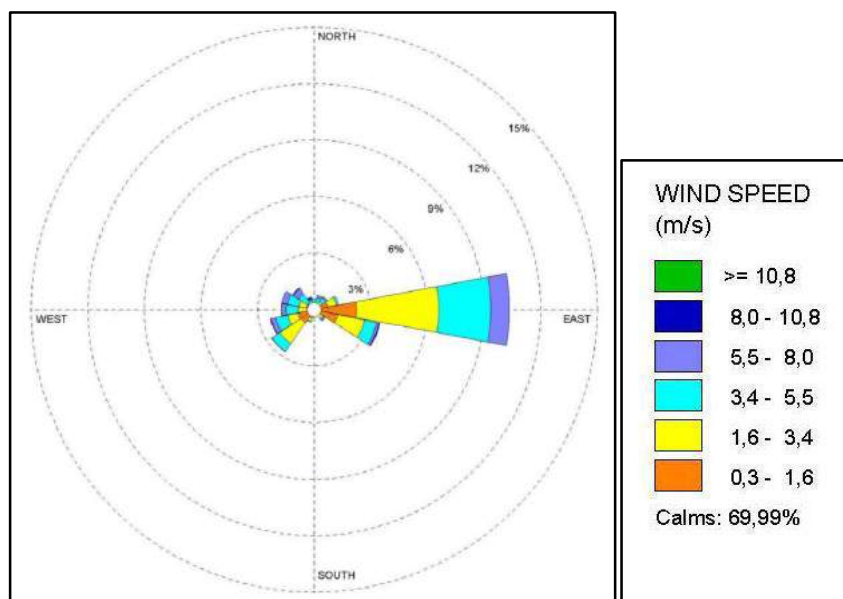 NORTH
15%
12%
9%
6%
3%
WEST
EAST
SOUTH
WIND SPEED
(m/s)
>= 10,8
8,0 - 10,8
5,5 - 8,0
3,4 - 5,5
1,6 - 3,4
0,3 - 1,6
Calms: 69,99%